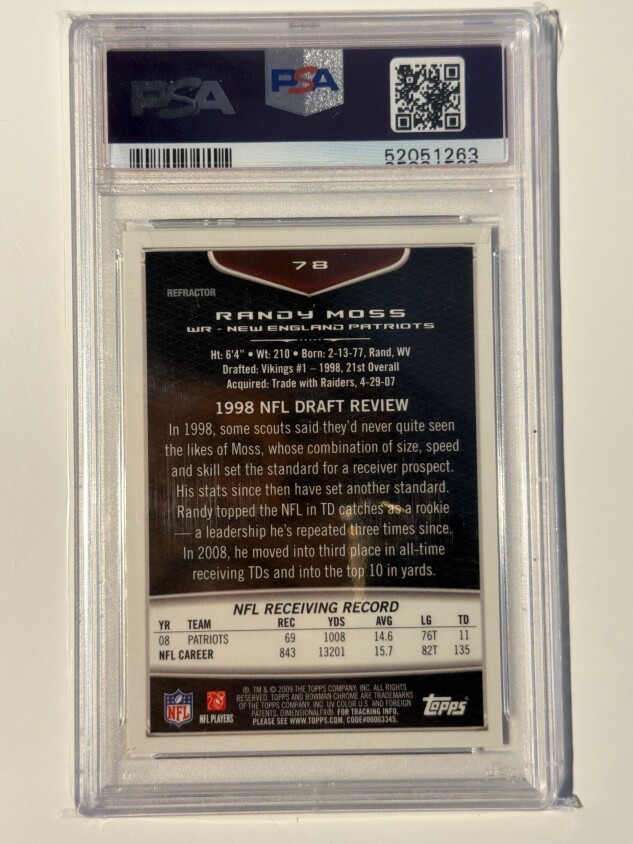 PSA
PSA
52051263
78
REFRACTOR
RANDY MOSS
WR - NEW ENGLAND PATRIOTS
Ht: 6'4" • Wt: 210 • Born: 2-13-77, Rand, WV
Drafted: Vikings #1 – 1998, 21st Overall
Acquired: Trade with Raiders, 4-29-07
1998 NFL DRAFT REVIEW
In 1998, some scouts said they'd never quite seen
the likes of Moss, whose combination of size, speed
and skill set the standard for a receiver prospect.
His stats since then have set another standard.
Randy topped the NFL in TD catches as a rookie
— a leadership he's repeated three times since.
In 2008, he moved into third place in all-time
receiving TDs and into the top 10 in yards.
NFL RECEIVING RECORD
YR TEAM REC YDS AVG LG TD
08 PATRIOTS 69 1008 14.6 76T 11
NFL CAREER 843 13201 15.7 82T 135
®, TM & © 2009 THE TOPPS COMPANY, INC. ALL RIGHTS
RESERVED. TOPPS AND BOWMAN CHROME ARE TRADEMARKS
OF THE TOPPS COMPANY, INC. UV COLOR U.S. AND FOREIGN
PATENTS, DIMENSIONALFX®. FOR TRACKING INFO,
PLEASE SEE WWW.TOPPS.COM, CODE#00003345.
NFL
NFL PLAYERS
topps